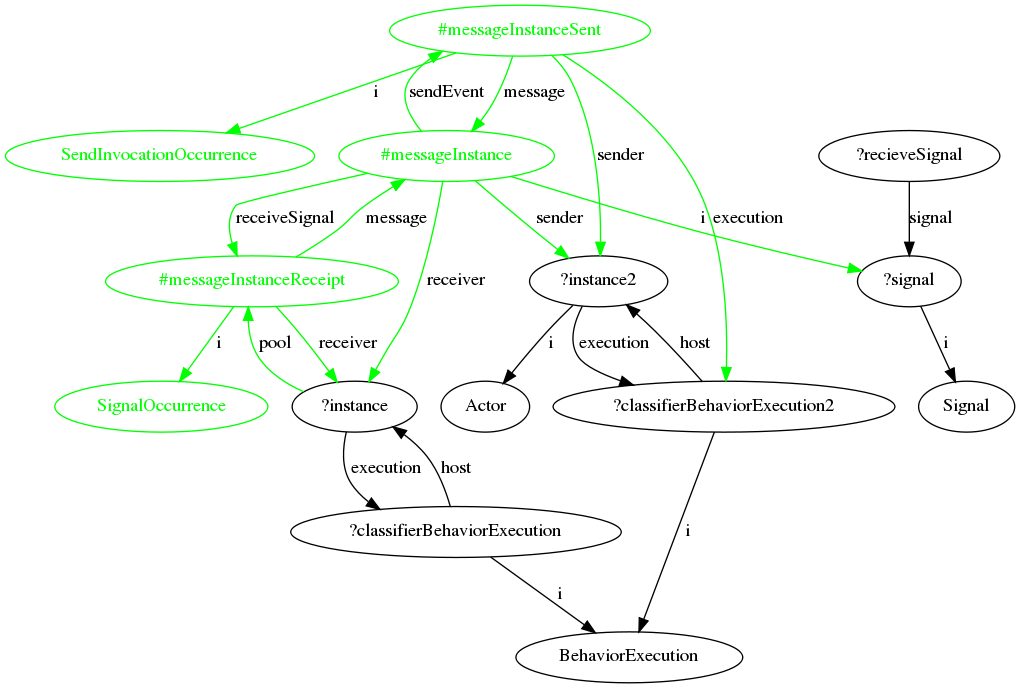 #messageInstanceSent
i
sendEvent
message
SendInvocationOccurrence
#messageInstance
sender
?recieveSignal
receiveSignal
message
sender
i
execution
signal
#messageInstanceReceipt
receiver
?instance2
?signal
i
pool
receiver
i
execution
host
i
SignalOccurrence
?instance
Actor
?classifierBehaviorExecution2
Signal
execution
host
?classifierBehaviorExecution
i
i
BehaviorExecution